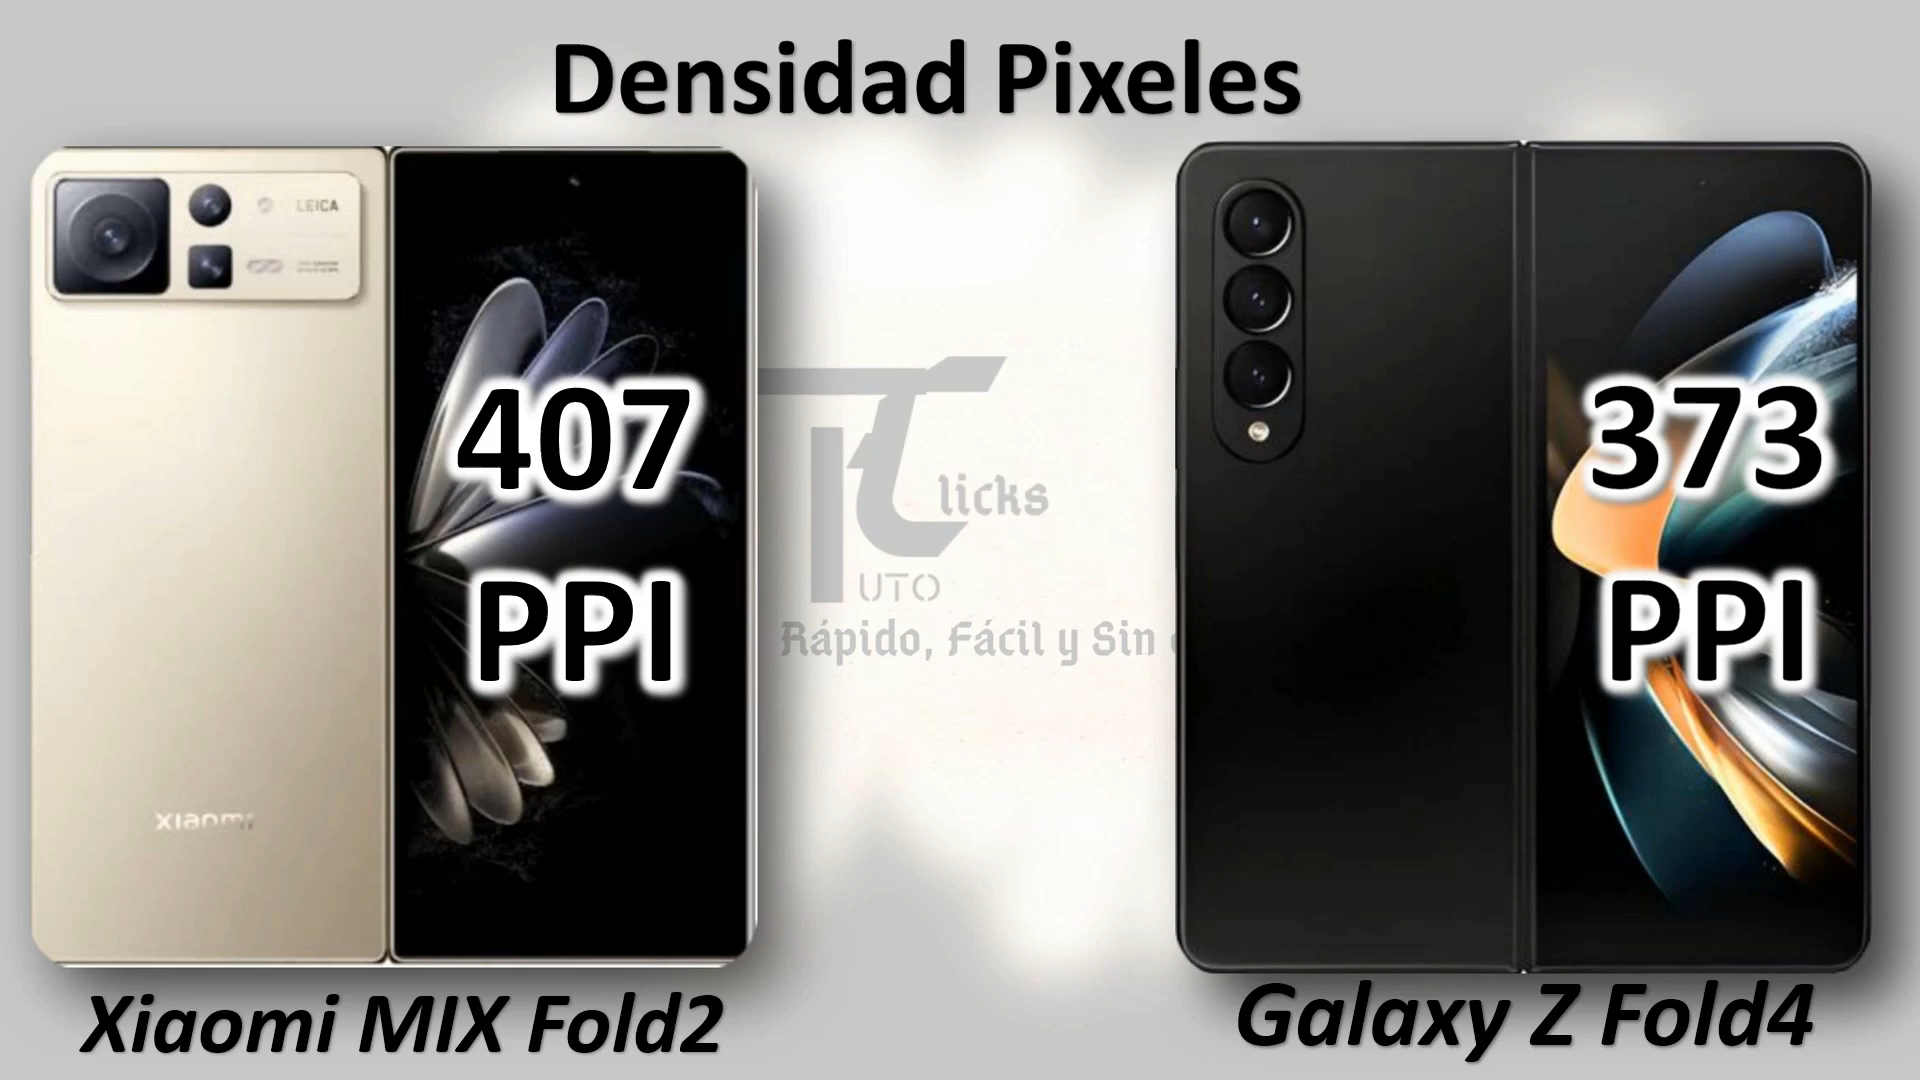 Densidad Pixeles
LEICA
407
PPI
xiaomi
Xiaomi MIX Fold2
licks
UTO
Rápido, Fácil y Sin
373
PPI
Galaxy Z Fold4